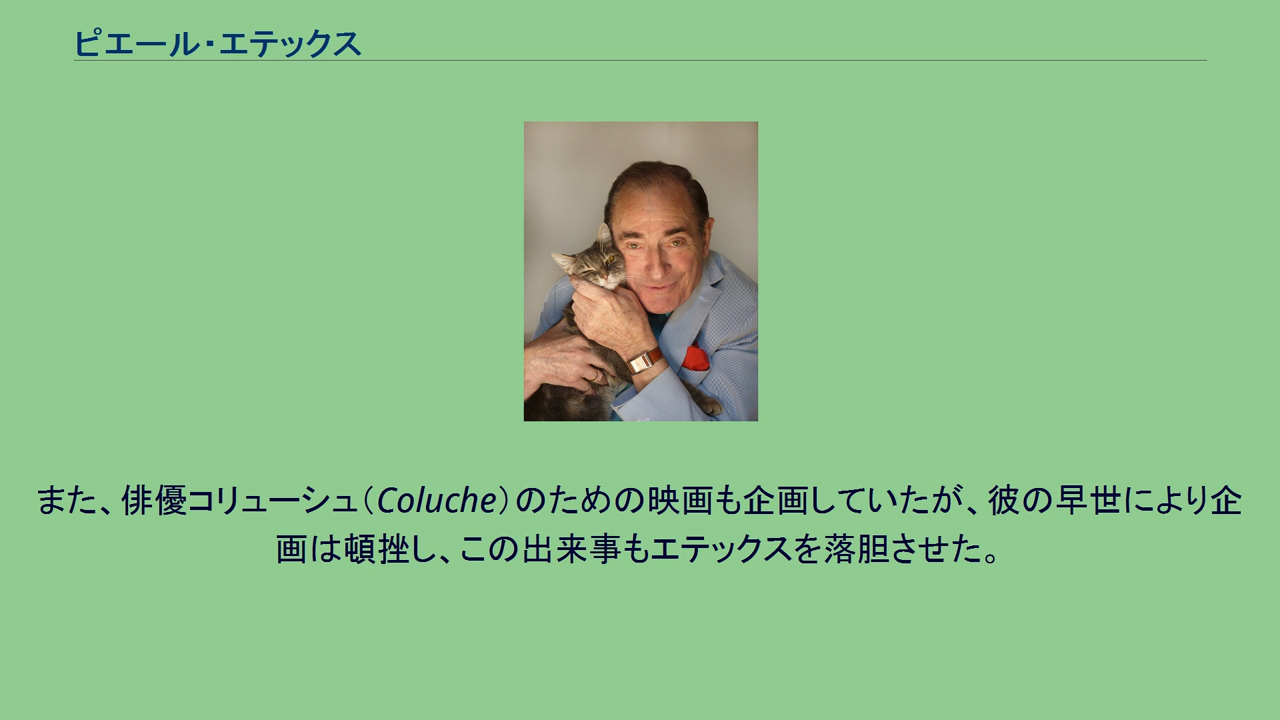 ピエール・エテックス
また、俳優コリューシュ（Coluche）のための映画も企画していたが、彼の早世により企
画は頓挫し、この出来事もエテックスを落胆させた。